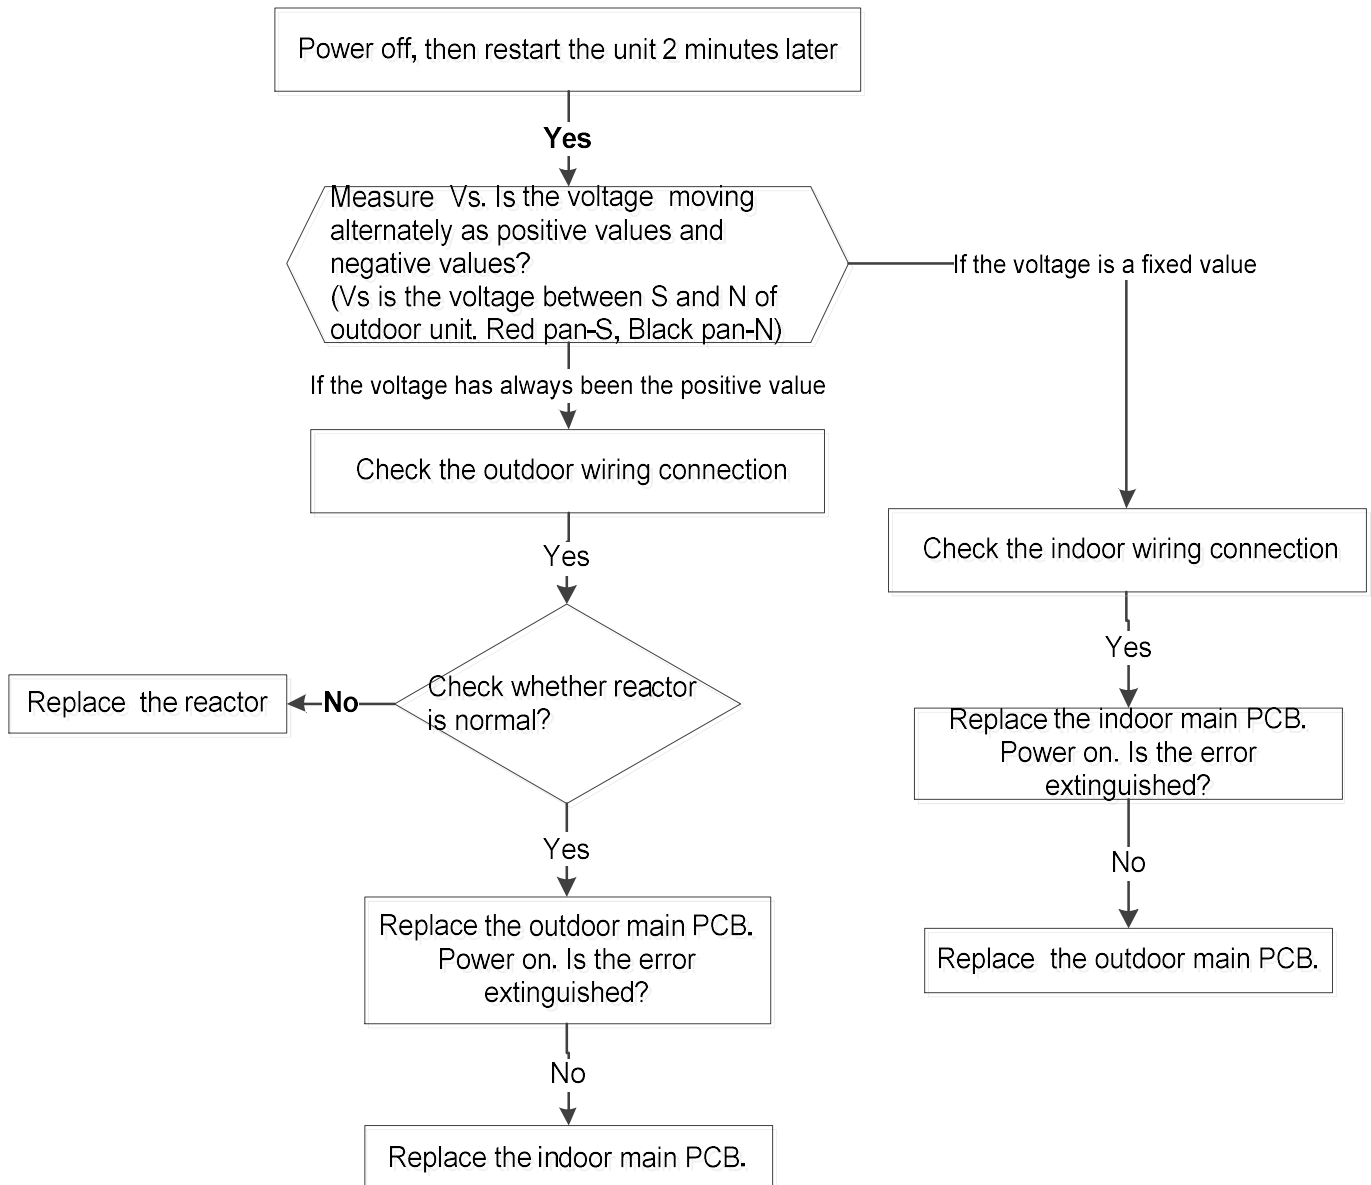 Power off, then restart the unit 2 minutes later
Yes
Measure Vs. Is the voltage moving
alternately as positive values and
negative values?
(Vs is the voltage between S and N of
outdoor unit. Red pan-S, Black pan-N)
If the voltage is a fixed value
If the voltage has always been the positive value
Check the outdoor wiring connection
Yes
Check the indoor wiring connection
Yes
Check whether reactor
is normal?
No
Replace the reactor
Replace the indoor main PCB.
Power on. Is the error
extinguished?
Yes
No
Replace the outdoor main PCB.
Power on. Is the error
extinguished?
Replace the outdoor main PCB.
No
Replace the indoor main PCB.